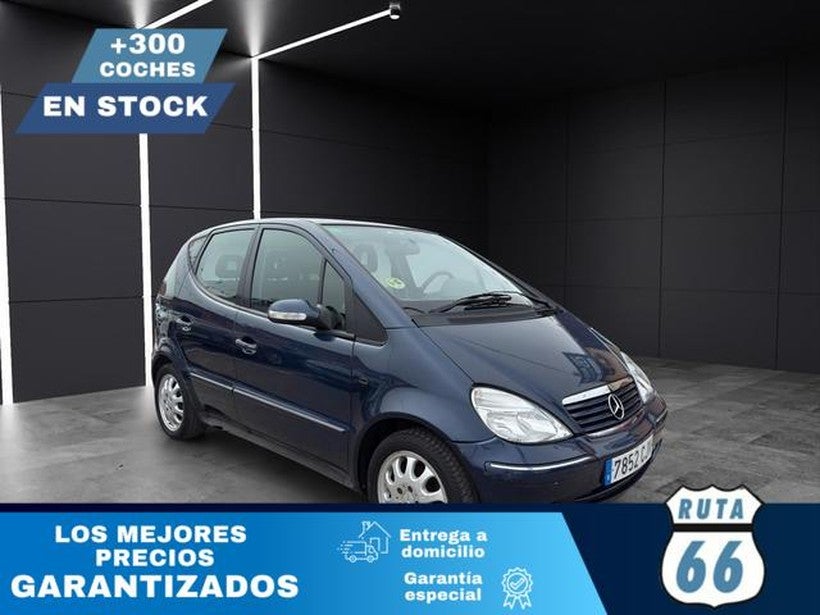 +300
COCHES
EN STOCK
LOS MEJORES
PRECIOS
GARANTIZADOS
Entrega a
domicilio
Garantía
especial
RUTA
66